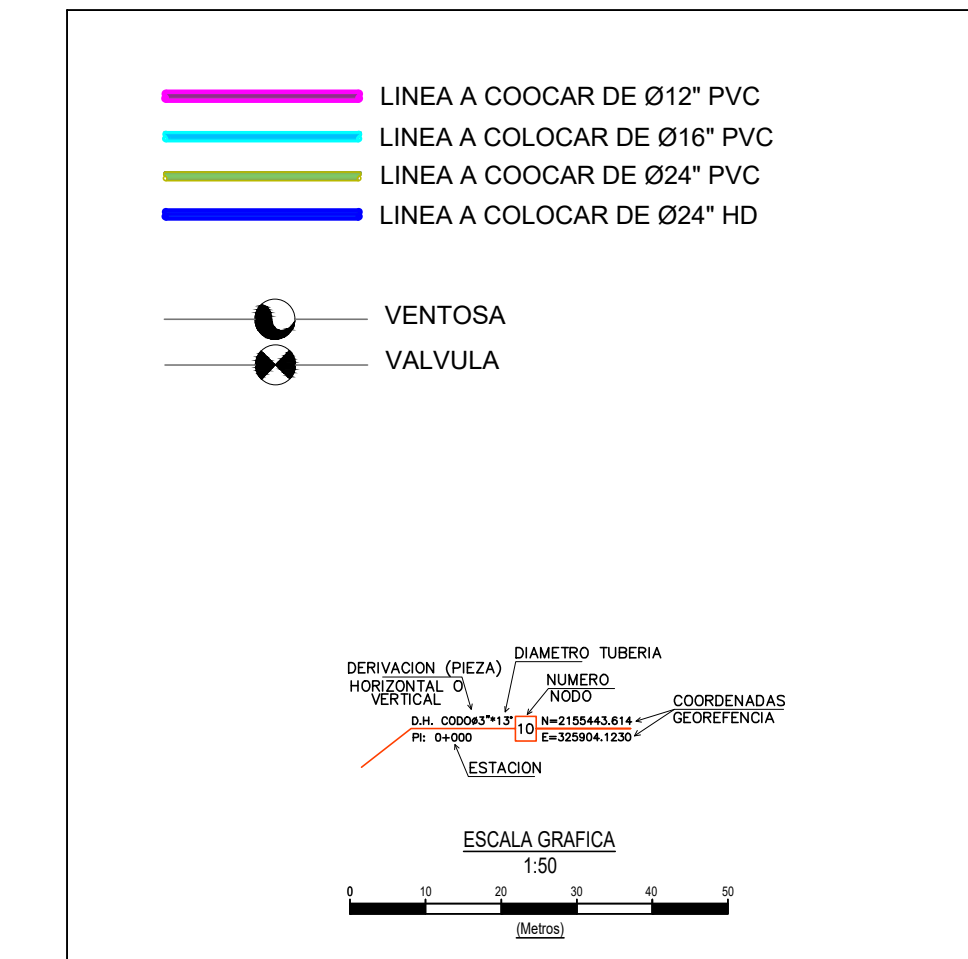 LINEA A COOCAR DE Ø12" PVC
LINEA A COLOCAR DE Ø16" PVC
LINEA A COOCAR DE Ø24" PVC
LINEA A COLOCAR DE Ø24" HD
VENTOSA
VALVULA
DIAMETRO TUBERIA
DERIVACION (PIEZA)
HORIZONTAL O
VERTICAL
NUMERO
NODO
COORDENADAS
GEOREFENCIA
D.H. CODOø3"*13°
10
N=2155443.614
PI: 0+000
E=325904.1230
ESTACION
ESCALA GRAFICA
1:50
0 10 20 30 40 50
(Metros)